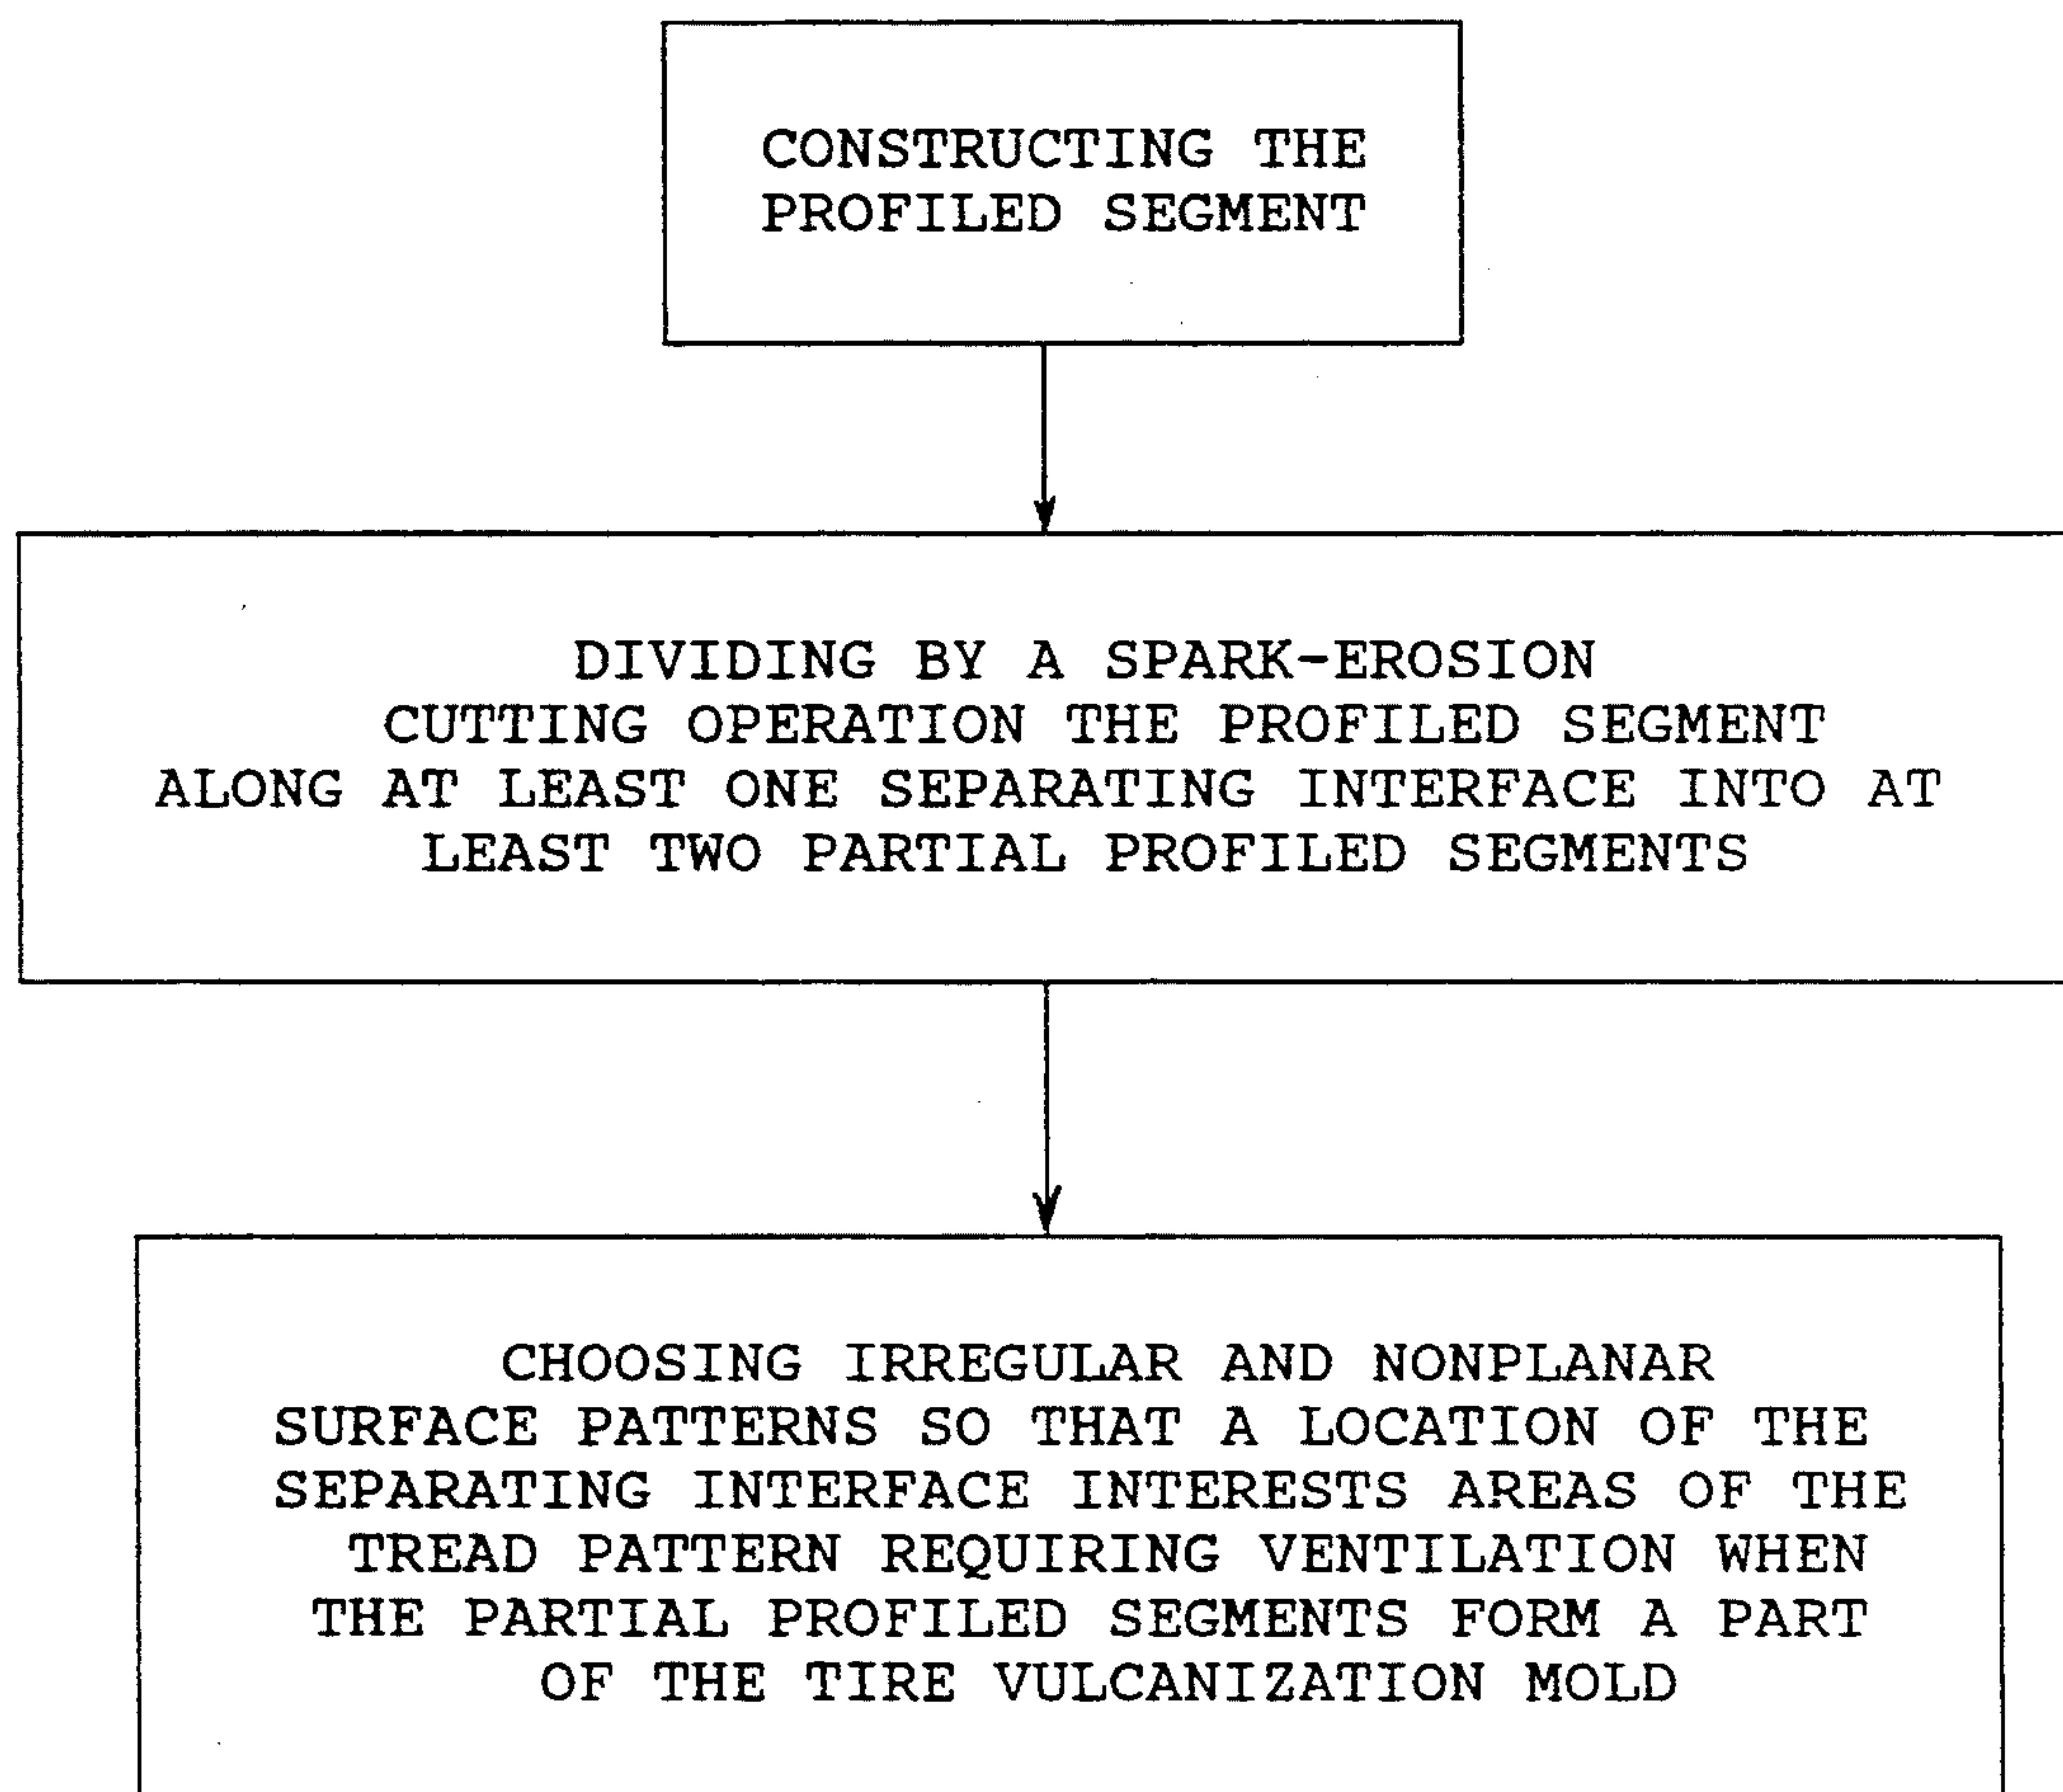 CONSTRUCTING THE
PROFILED SEGMENT
DIVIDING BY A SPARK-EROSION
CUTTING OPERATION THE PROFILED SEGMENT
ALONG AT LEAST ONE SEPARATING INTERFACE INTO AT
LEAST TWO PARTIAL PROFILED SEGMENTS
CHOOSING IRREGULAR AND NONPLANAR
SURFACE PATTERNS SO THAT A LOCATION OF THE
SEPARATING INTERFACE INTERESTS AREAS OF THE
TREAD PATTERN REQUIRING VENTILATION WHEN
THE PARTIAL PROFILED SEGMENTS FORM A PART
OF THE TIRE VULCANIZATION MOLD